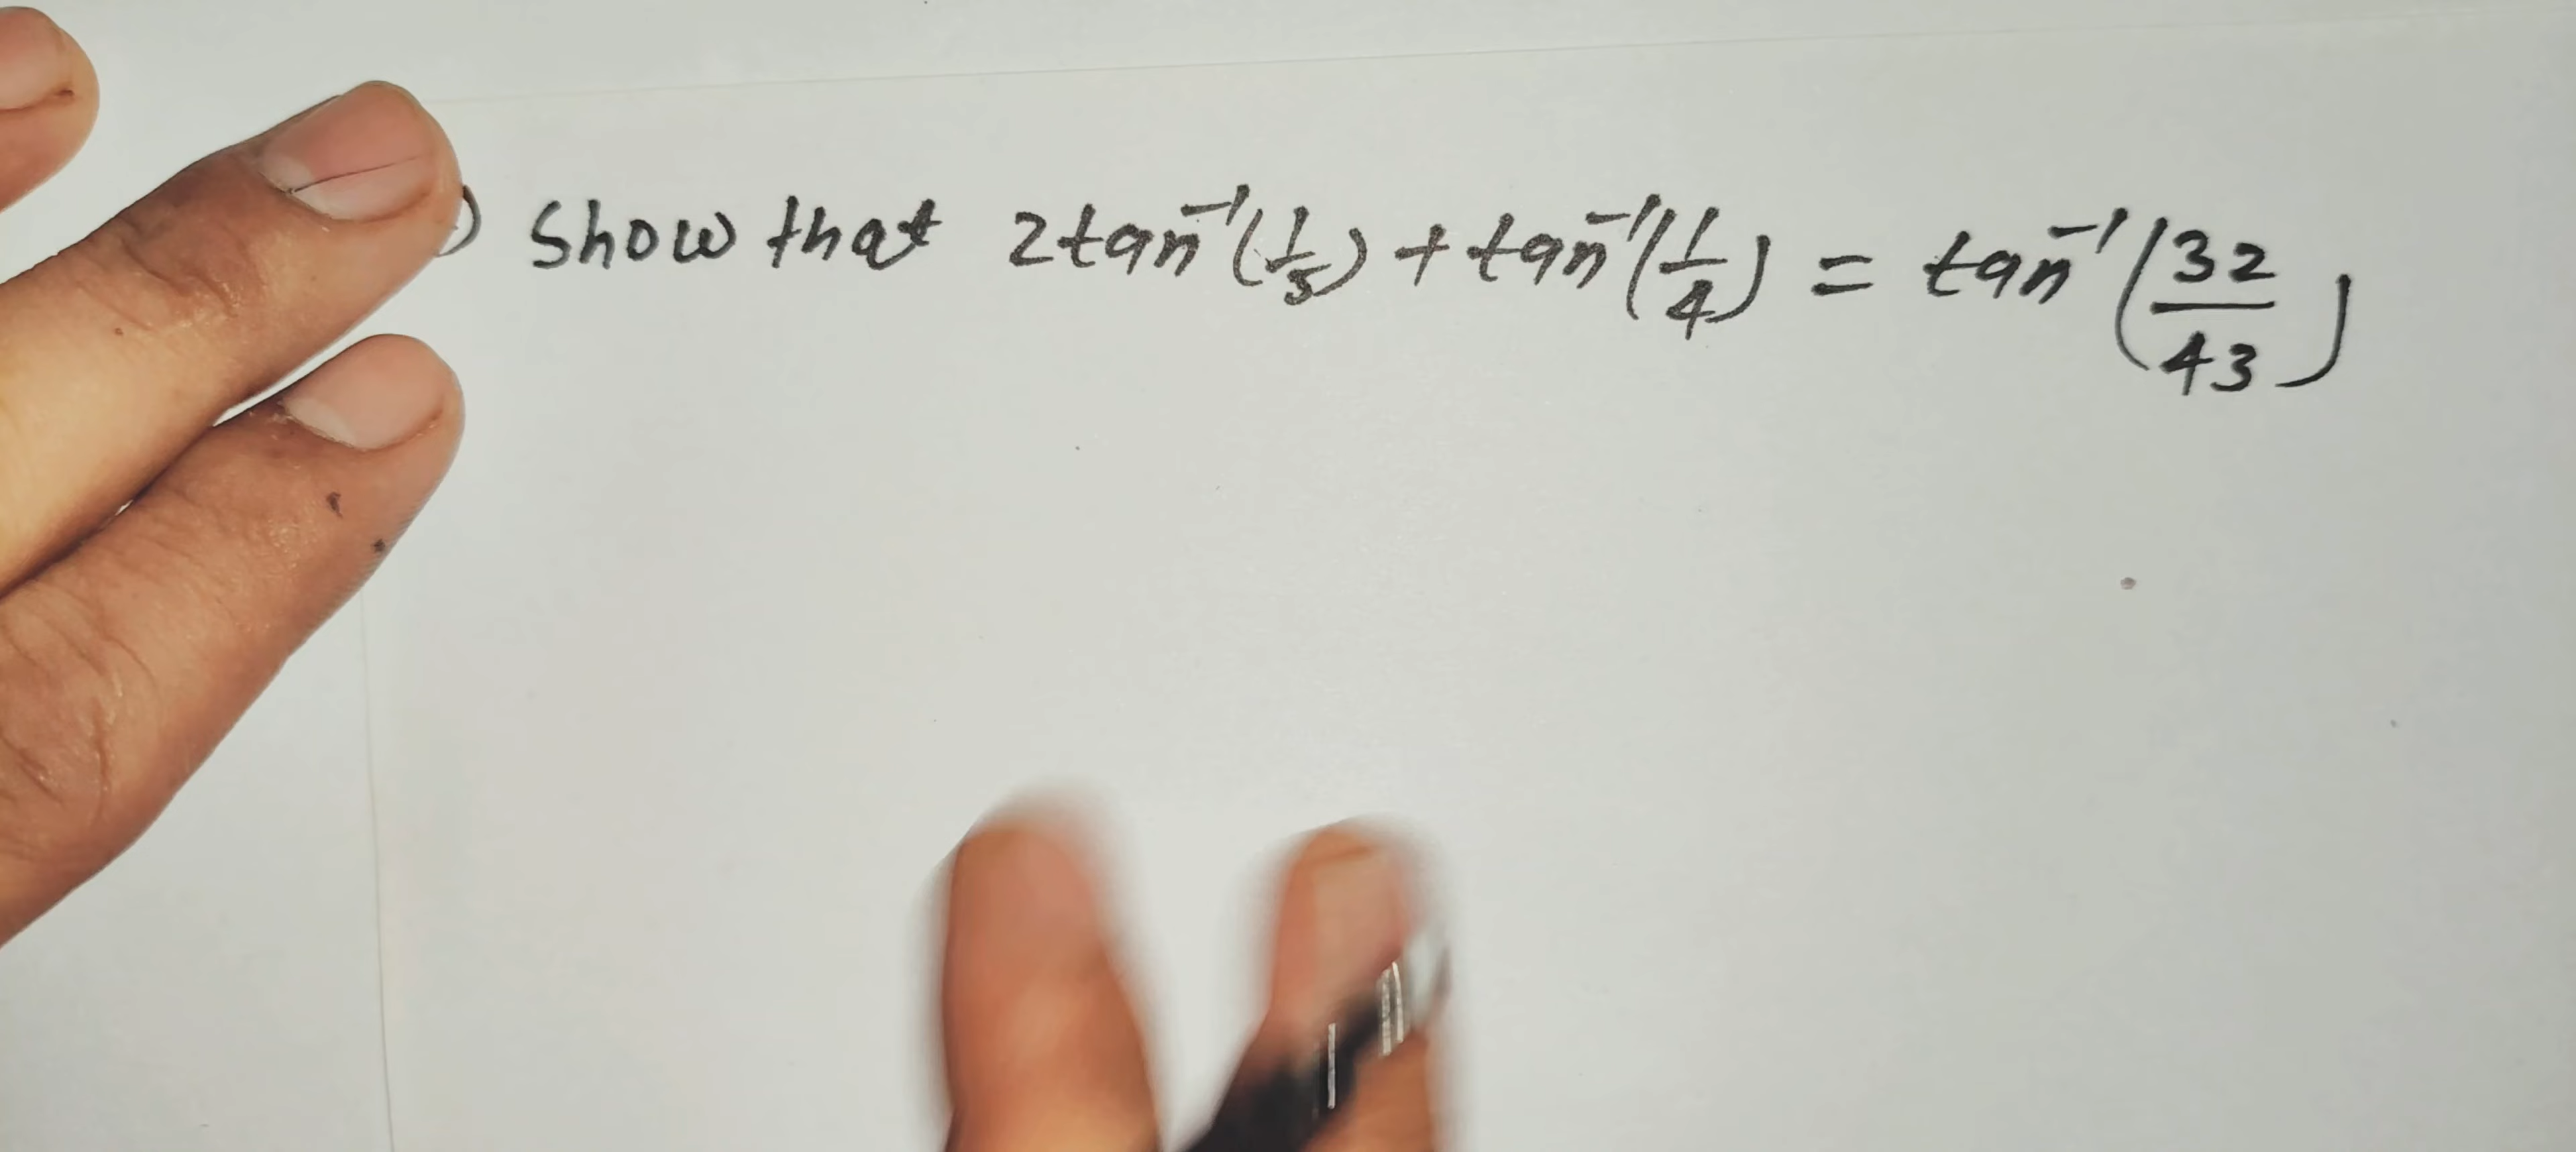 ) Show that 2tan⁻¹(1/5) + tan⁻¹(1/4) = tan⁻¹(32/43)